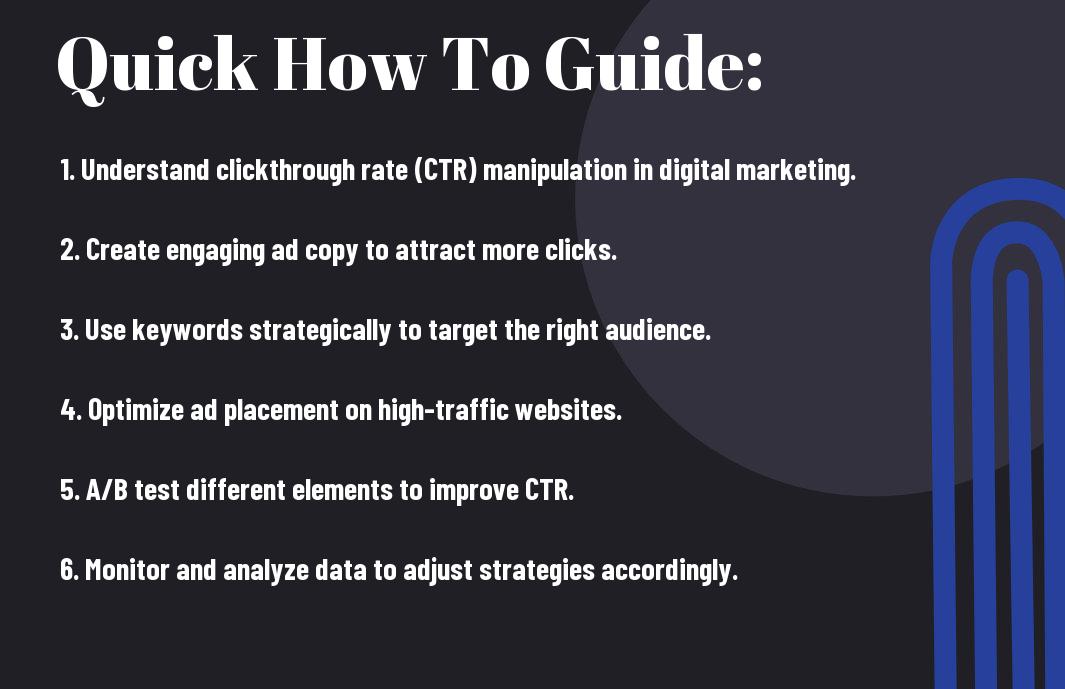 Quick How To Guide:
1. Understand clickthrough rate (CTR) manipulation in digital marketing.
2. Create engaging ad copy to attract more clicks.
3. Use keywords strategically to target the right audience.
4. Optimize ad placement on high-traffic websites.
5. A/B test different elements to improve CTR.
6. Monitor and analyze data to adjust strategies accordingly.